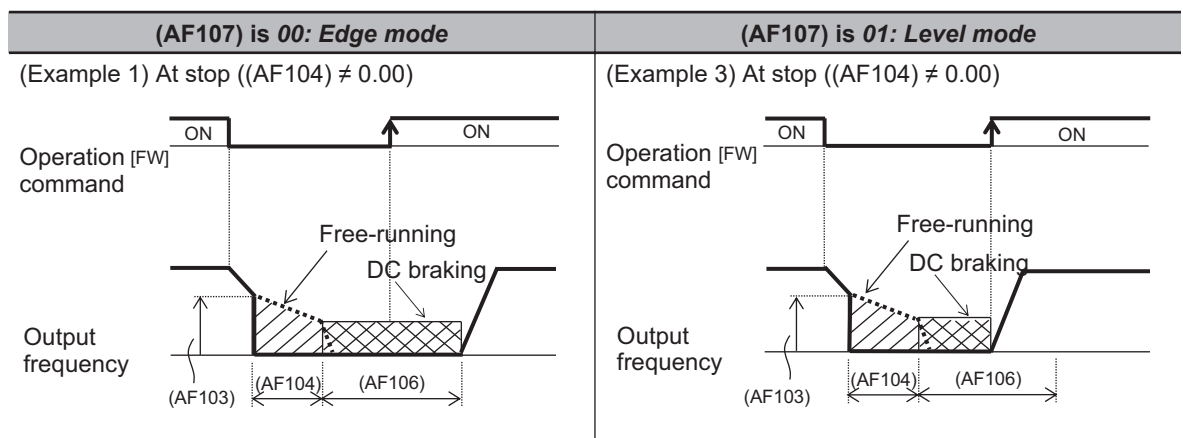 (AF107) is 00: Edge mode
(Example 1) At stop ((AF104) ≠ 0.00)
ON
ON
Operation [FW]
command
Free-running
DC braking
Output
frequency
(AF103)
(AF104)
(AF106)
(AF107) is 01: Level mode
(Example 3) At stop ((AF104) ≠ 0.00)
ON
ON
Operation [FW]
command
Free-running
DC braking
Output
frequency
(AF103)
(AF104)
(AF106)